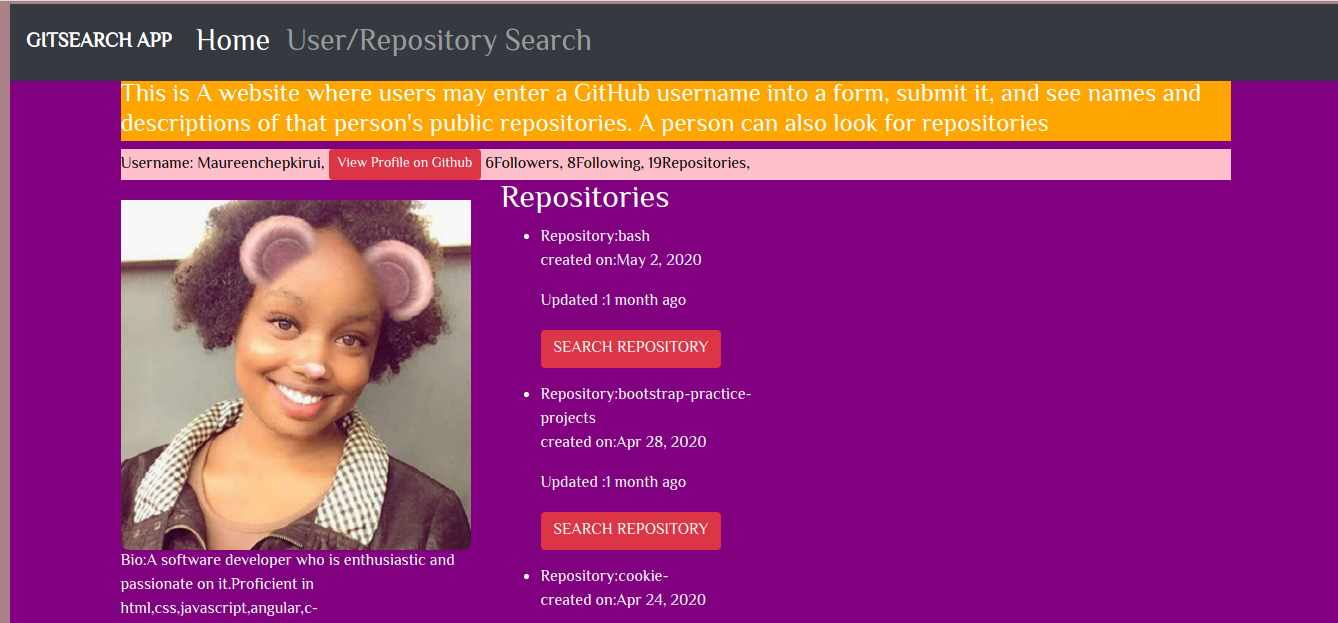 GITSEARCH APP Home User/Repository Search
This is A website where users may enter a GitHub username into a form, submit it, and see names and
descriptions of that person's public repositories. A person can also look for repositories
Username: Maureenchepkirui, View Profile on Github 6Followers, 8Following, 19Repositories,
Repositories
Repository:bash
created on:May 2, 2020
Updated :1 month ago
SEARCH REPOSITORY
Repository:bootstrap-practice-
projects
created on:Apr 28, 2020
Updated :1 month ago
SEARCH REPOSITORY
Repository:cookie-
created on:Apr 24, 2020
Bio:A software developer who is enthusiastic and
passionate on it.Proficient in
html,css,javascript,angular,c-